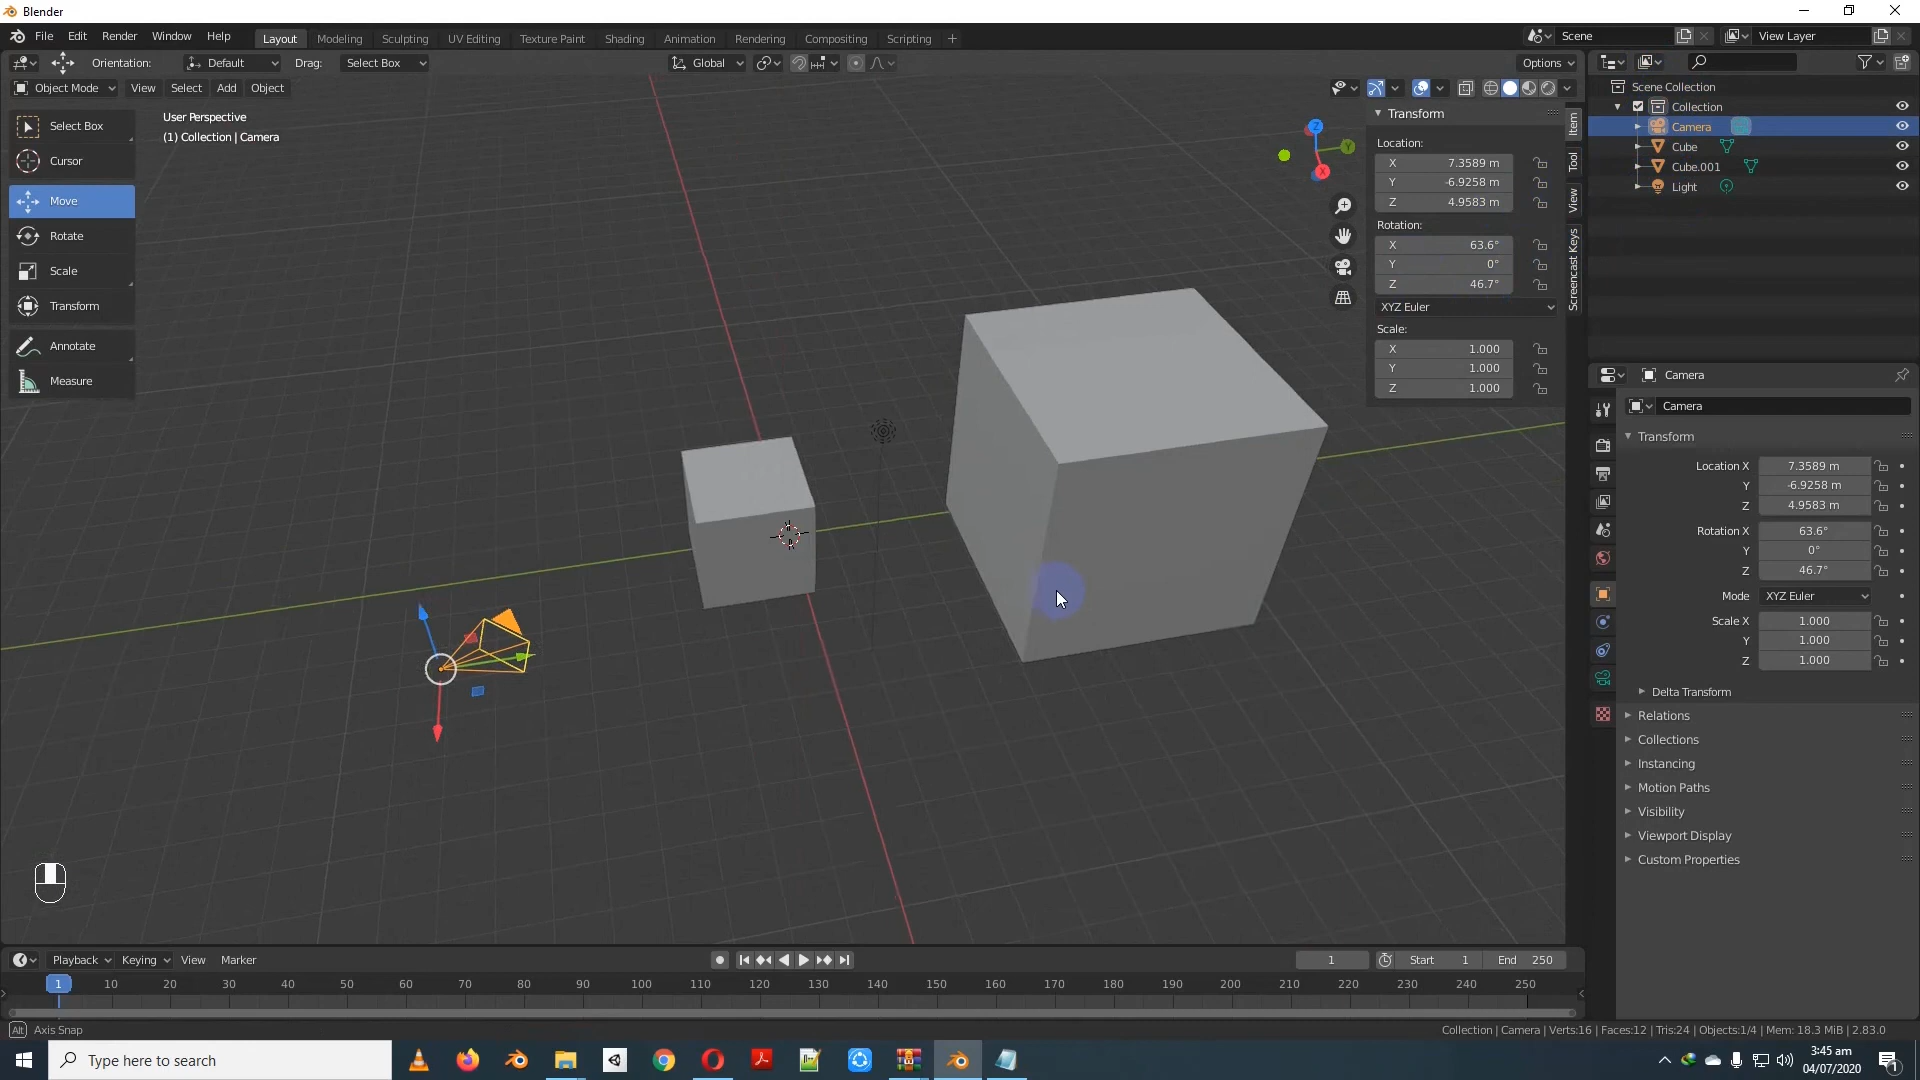 Blender
File Edit Render Window Help
Layout Modeling Sculpting UV Editing Texture Paint Shading Animation Rendering Compositing Scripting +
Scene
View Layer
Orientation: Default Drag: Select Box
Global
Options
Object Mode View Select Add Object
Select Box
Cursor
Move
Rotate
Scale
Transform
Annotate
Measure
User Perspective
(1) Collection | Camera
Z
Y
X
Transform
Location:
X 7.3589 m
Y -6.9258 m
Z 4.9583 m
Rotation:
X 63.6°
Y 0°
Z 46.7°
XYZ Euler
Scale:
X 1.000
Y 1.000
Z 1.000
Item
Tool
View
Screencast Keys
Scene Collection
Collection
Camera
Cube
Cube.001
Light
Camera
Camera
Transform
Location X 7.3589 m
Y -6.9258 m
Z 4.9583 m
Rotation X 63.6°
Y 0°
Z 46.7°
Mode XYZ Euler
Scale X 1.000
Y 1.000
Z 1.000
Delta Transform
Relations
Collections
Instancing
Motion Paths
Visibility
Viewport Display
Custom Properties
Playback Keying View Marker
1
Start 1
End 250
1 10 20 30 40 50 60 70 80 90 100 110 120 130 140 150 160 170 180 190 200 210 220 230 240 250
Alt Axis Snap
Collection | Camera | Verts:16 | Faces:12 | Tris:24 | Objects:1/4 | Mem: 18.3 MiB | 2.83.0
Type here to search
3:45 am
04/07/2020
1